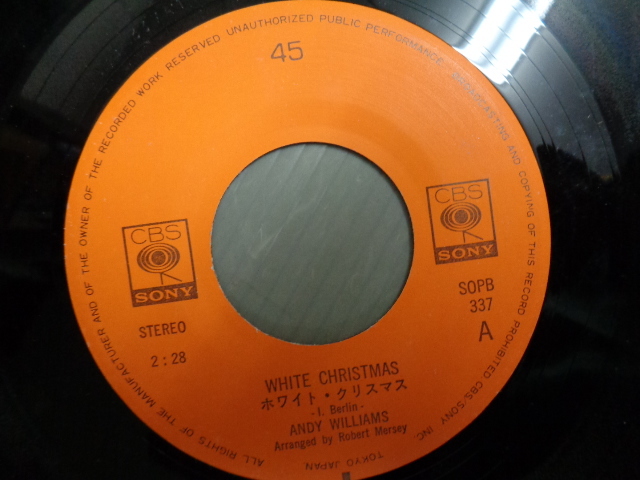 ALL RIGHTS OF THE MANUFACTURER AND OF THE OWNER OF THE RECORDED WORK RESERVED UNAUTHORIZED PUBLIC PERFORMANCE, BROADCASTING AND COPYING OF THIS RECORD PROHIBITED CBS-SONY INC.
TOKYO JAPAN
45
CBS
SONY
CBS
SONY
STEREO
2:28
SOPB
337
A
WHITE CHRISTMAS
ホワイト・クリスマス
- I. Berlin -
ANDY WILLIAMS
Arranged by Robert Mersey